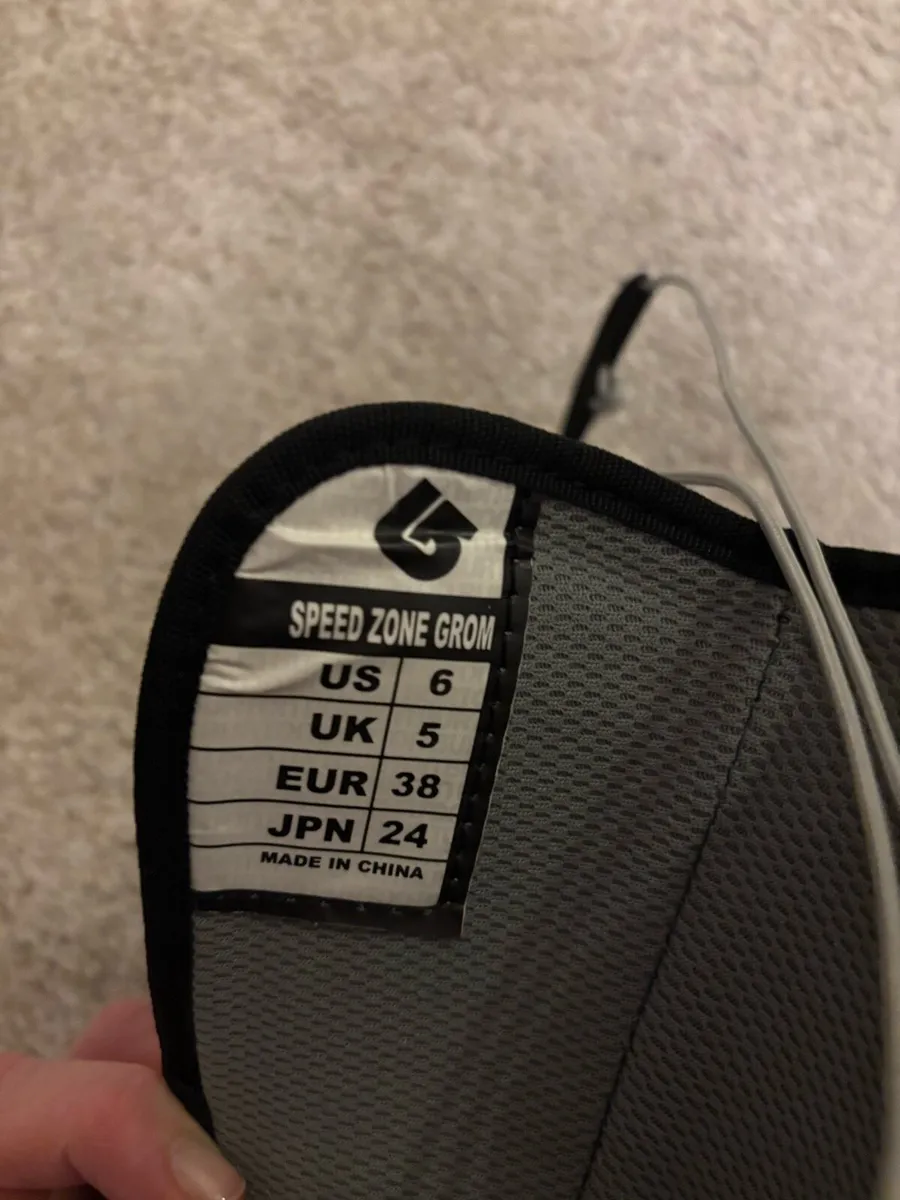 SPEED ZONE GROM
US 6
UK 5
EUR 38
JPN 24
MADE IN CHINA